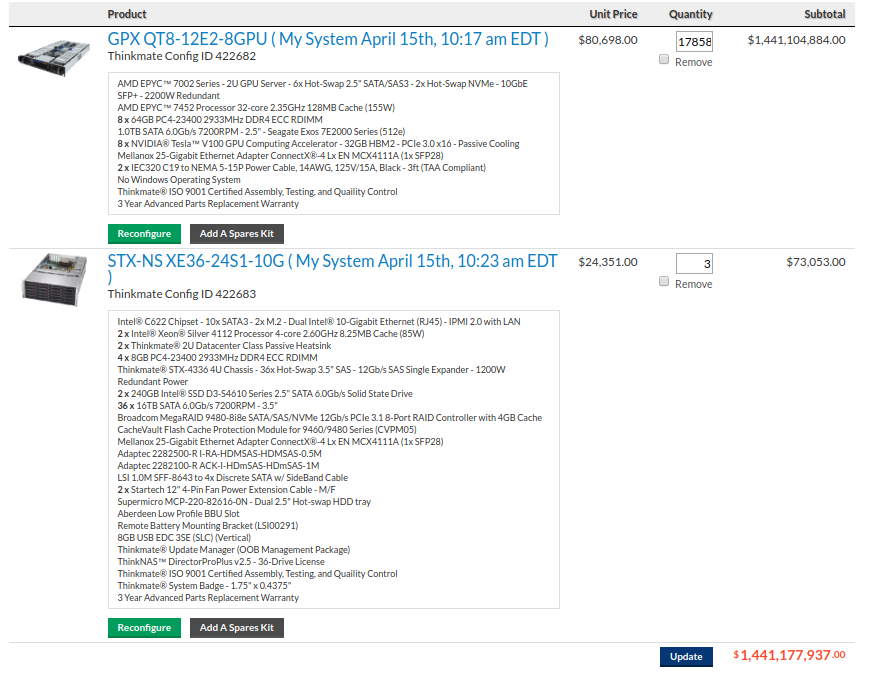 Product Unit Price Quantity Subtotal
GPX QT8-12E2-8GPU ( My System April 15th, 10:17 am EDT ) $80,698.00 17858 $1,441,104,884.00
Thinkmate Config ID 422682 Remove
AMD EPYC™ 7002 Series - 2U GPU Server - 6x Hot-Swap 2.5" SATA/SAS3 - 2x Hot-Swap NVMe - 10GbE
SFP+ - 2200W Redundant
AMD EPYC™ 7452 Processor 32-core 2.35GHz 128MB Cache (155W)
8 x 64GB PC4-23400 2933MHz DDR4 ECC RDIMM
1.0TB SATA 6.0Gb/s 7200RPM - 2.5" - Seagate Exos 7E2000 Series (512e)
8 x NVIDIA® Tesla™ V100 GPU Computing Accelerator - 32GB HBM2 - PCIe 3.0 x16 - Passive Cooling
Mellanox 25-Gigabit Ethernet Adapter ConnectX®-4 Lx EN MCX4111A (1x SFP28)
2 x IEC320 C19 to NEMA 5-15P Power Cable, 14AWG, 125V/15A, Black - 3ft (TAA Compliant)
No Windows Operating System
Thinkmate® ISO 9001 Certified Assembly, Testing, and Quaility Control
3 Year Advanced Parts Replacement Warranty
Reconfigure Add A Spares Kit
STX-NS XE36-24S1-10G ( My System April 15th, 10:23 am EDT $24,351.00 3 $73,053.00
)
Remove
Thinkmate Config ID 422683
Intel® C622 Chipset - 10x SATA3 - 2x M.2 - Dual Intel® 10-Gigabit Ethernet (RJ45) - IPMI 2.0 with LAN
2 x Intel® Xeon® Silver 4112 Processor 4-core 2.60GHz 8.25MB Cache (85W)
2 x Thinkmate® 2U Datacenter Class Passive Heatsink
4 x 8GB PC4-23400 2933MHz DDR4 ECC RDIMM
Thinkmate® STX-4336 4U Chassis - 36x Hot-Swap 3.5" SAS - 12Gb/s SAS Single Expander - 1200W
Redundant Power
2 x 240GB Intel® SSD D3-S4610 Series 2.5" SATA 6.0Gb/s Solid State Drive
36 x 16TB SATA 6.0Gb/s 7200RPM - 3.5"
Broadcom MegaRAID 9480-8i8e SATA/SAS/NVMe 12Gb/s PCIe 3.1 8-Port RAID Controller with 4GB Cache
CacheVault Flash Cache Protection Module for 9460/9480 Series (CVPM05)
Mellanox 25-Gigabit Ethernet Adapter ConnectX®-4 Lx EN MCX4111A (1x SFP28)
Adaptec 2282500-R I-RA-HDMSAS-HDMSAS-0.5M
Adaptec 2282100-R ACK-I-HDmSAS-HDmSAS-1M
LSI 1.0M SFF-8643 to 4x Discrete SATA w/ SideBand Cable
2 x Startech 12" 4-Pin Fan Power Extension Cable - M/F
Supermicro MCP-220-82616-0N - Dual 2.5" Hot-swap HDD tray
Aberdeen Low Profile BBU Slot
Remote Battery Mounting Bracket (LSI00291)
8GB USB EDC 3SE (SLC) (Vertical)
Thinkmate® Update Manager (OOB Management Package)
ThinkNAS™ DirectorProPlus v2.5 - 36-Drive License
Thinkmate® ISO 9001 Certified Assembly, Testing, and Quaility Control
Thinkmate® System Badge - 1.75" x 0.4375"
3 Year Advanced Parts Replacement Warranty
Reconfigure Add A Spares Kit
Update $1,441,177,937.00